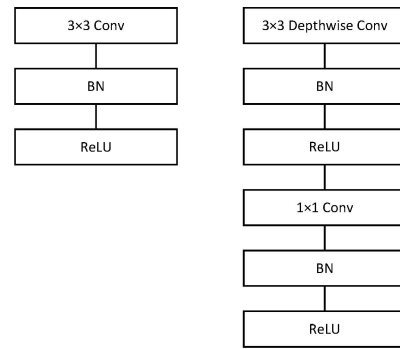 3×3 Conv
BN
ReLU
3×3 Depthwise Conv
BN
ReLU
1×1 Conv
BN
ReLU